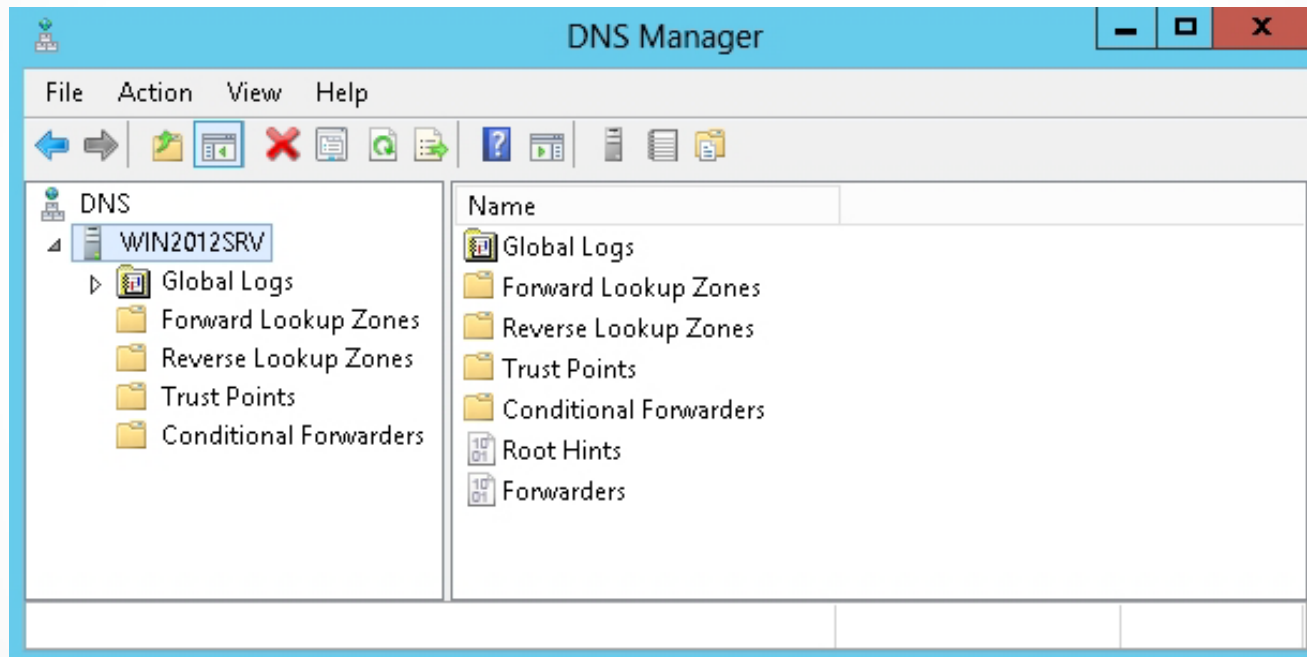 DNS Manager
File Action View Help
DNS
WIN2012SRV
Global Logs
Forward Lookup Zones
Reverse Lookup Zones
Trust Points
Conditional Forwarders
Name
Global Logs
Forward Lookup Zones
Reverse Lookup Zones
Trust Points
Conditional Forwarders
Root Hints
Forwarders